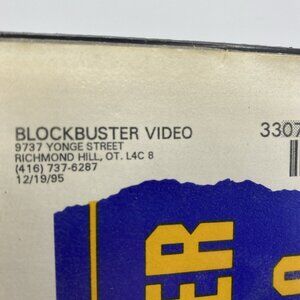 BLOCKBUSTER VIDEO 3307
9737 YONGE STREET
RICHMOND HILL, OT. L4C 8
(416) 737-6287
12/19/95
ER